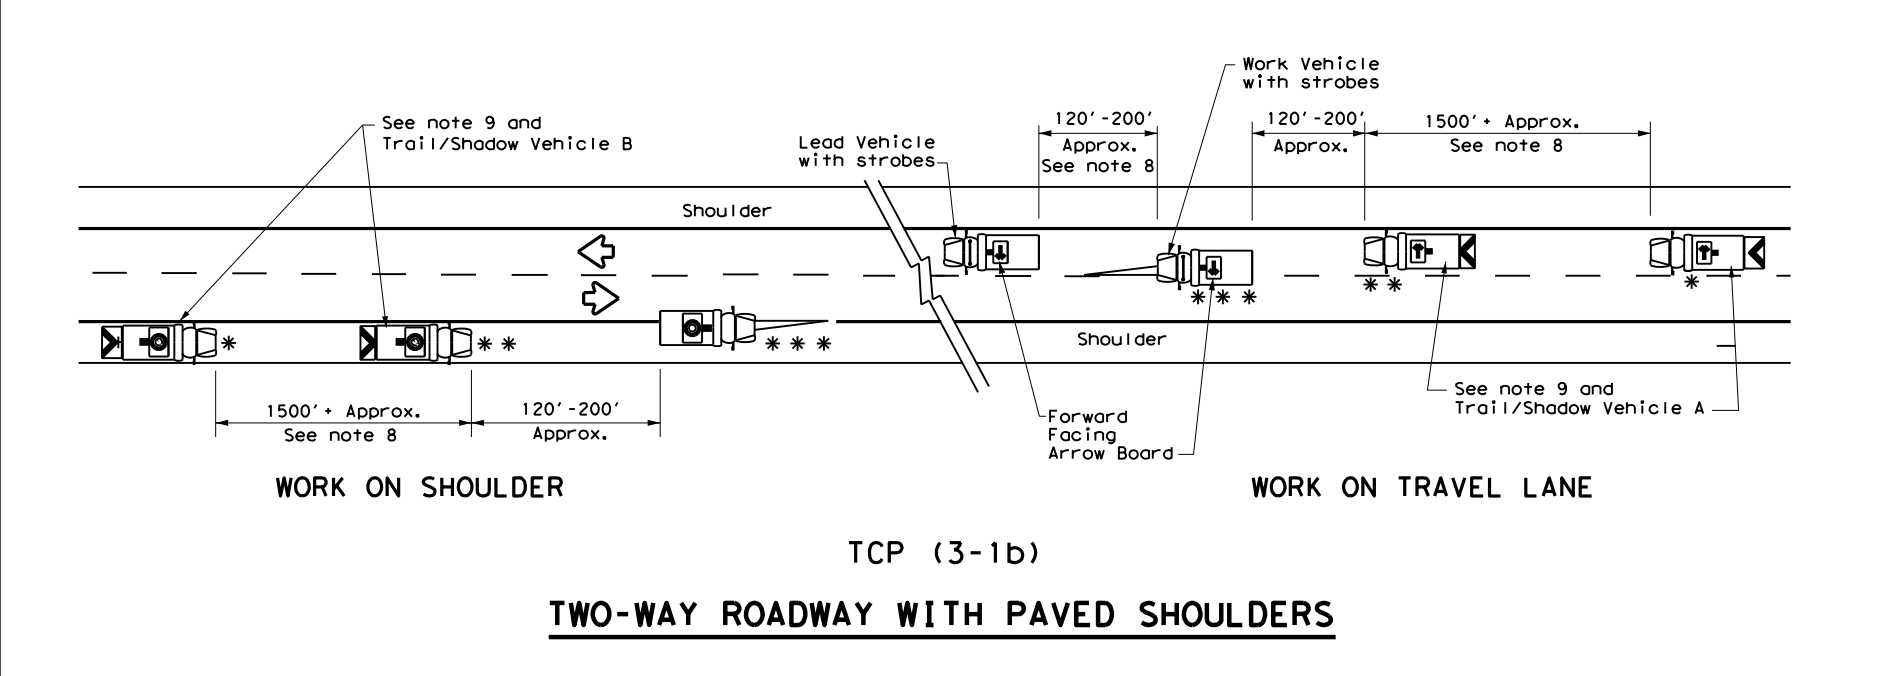 Work Vehicle
with strobes
See note 9 and
Trail/Shadow Vehicle B
Lead Vehicle
with strobes
120'-200'
Approx.
See note 8
120'-200'
Approx.
1500'+ Approx.
See note 8
Shoulder
*
* *
* * *
Shoulder
* * *
* *
*
1500'+ Approx.
See note 8
120'-200'
Approx.
Forward
Facing
Arrow Board
See note 9 and
Trail/Shadow Vehicle A
WORK ON SHOULDER
WORK ON TRAVEL LANE
TCP (3-1b)
TWO-WAY ROADWAY WITH PAVED SHOULDERS